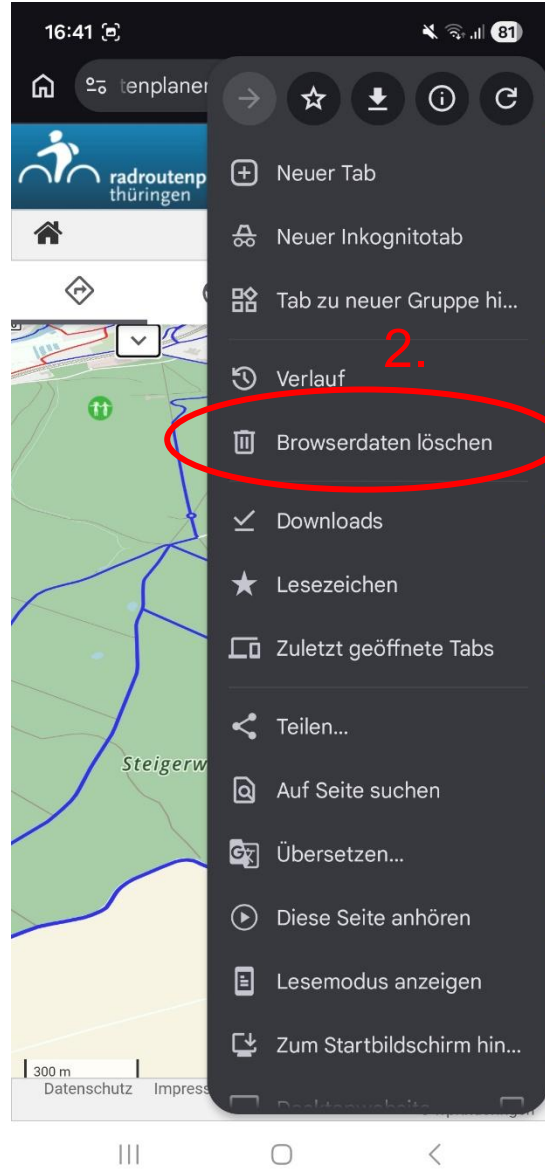 16:41
81
tenplaner
radroutenp
thüringen
Neuer Tab
Neuer Inkognitotab
Tab zu neuer Gruppe hi...
2.
Verlauf
Browserdaten löschen
Downloads
Lesezeichen
Zuletzt geöffnete Tabs
Teilen...
Steigerw
Auf Seite suchen
Übersetzen...
Diese Seite anhören
Lesemodus anzeigen
Zum Startbildschirm hin...
300 m
Datenschutz Impress
Desktopwebsite